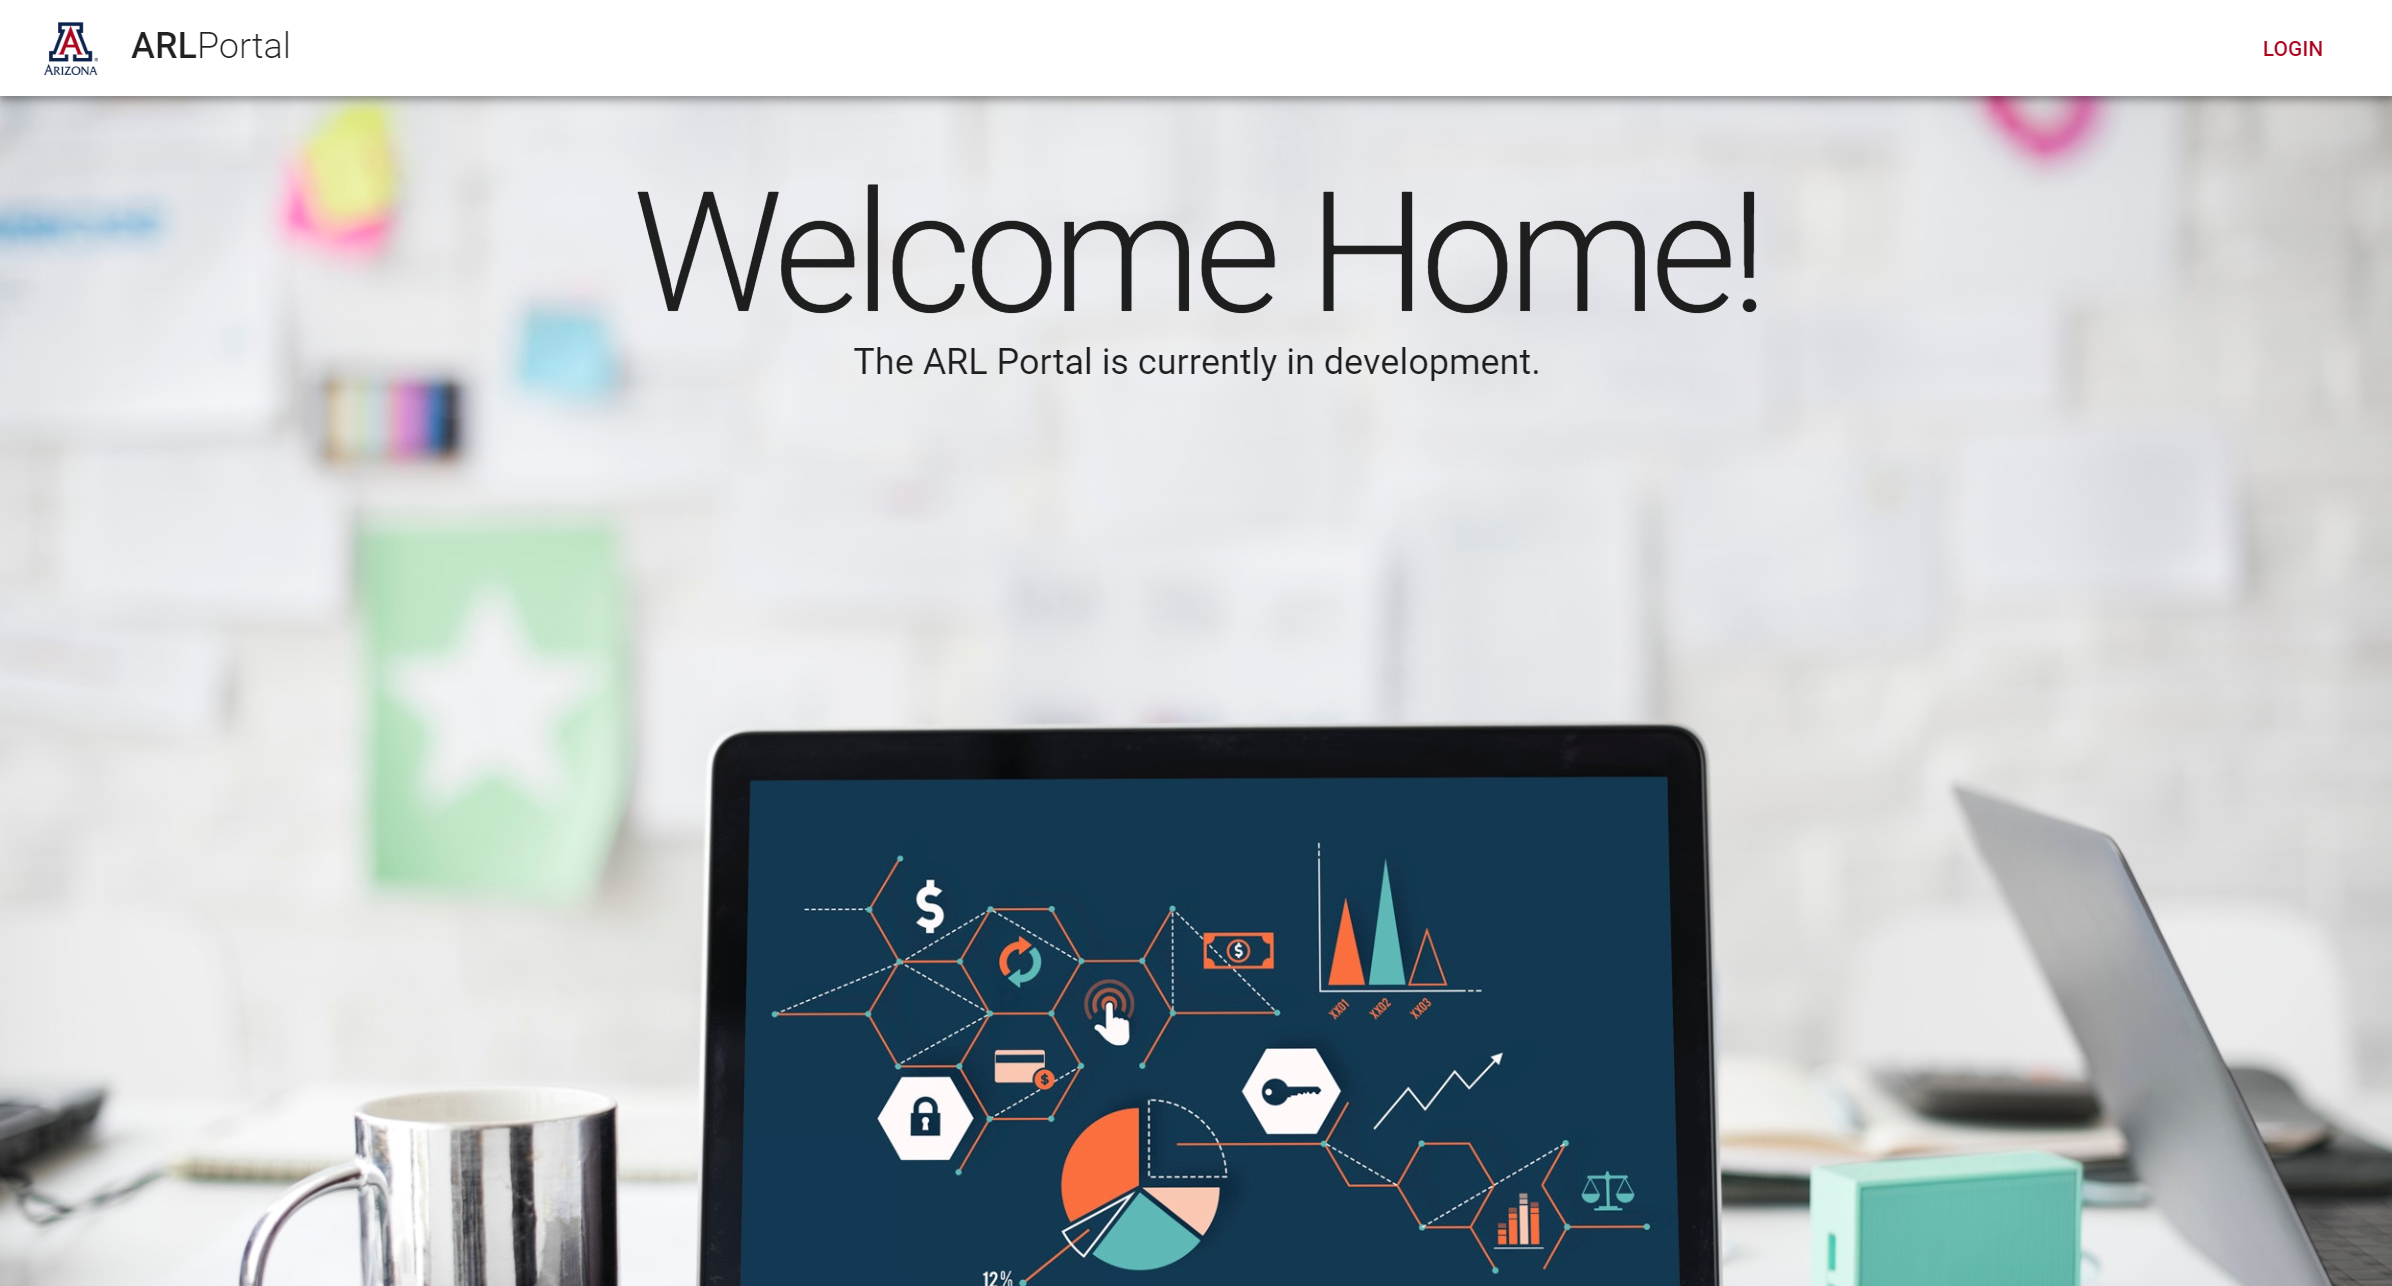 ARIZONA
ARLPortal
LOGIN
Welcome Home!
The ARL Portal is currently in development.
$
$
$
XX01 XX02 XX03
12%